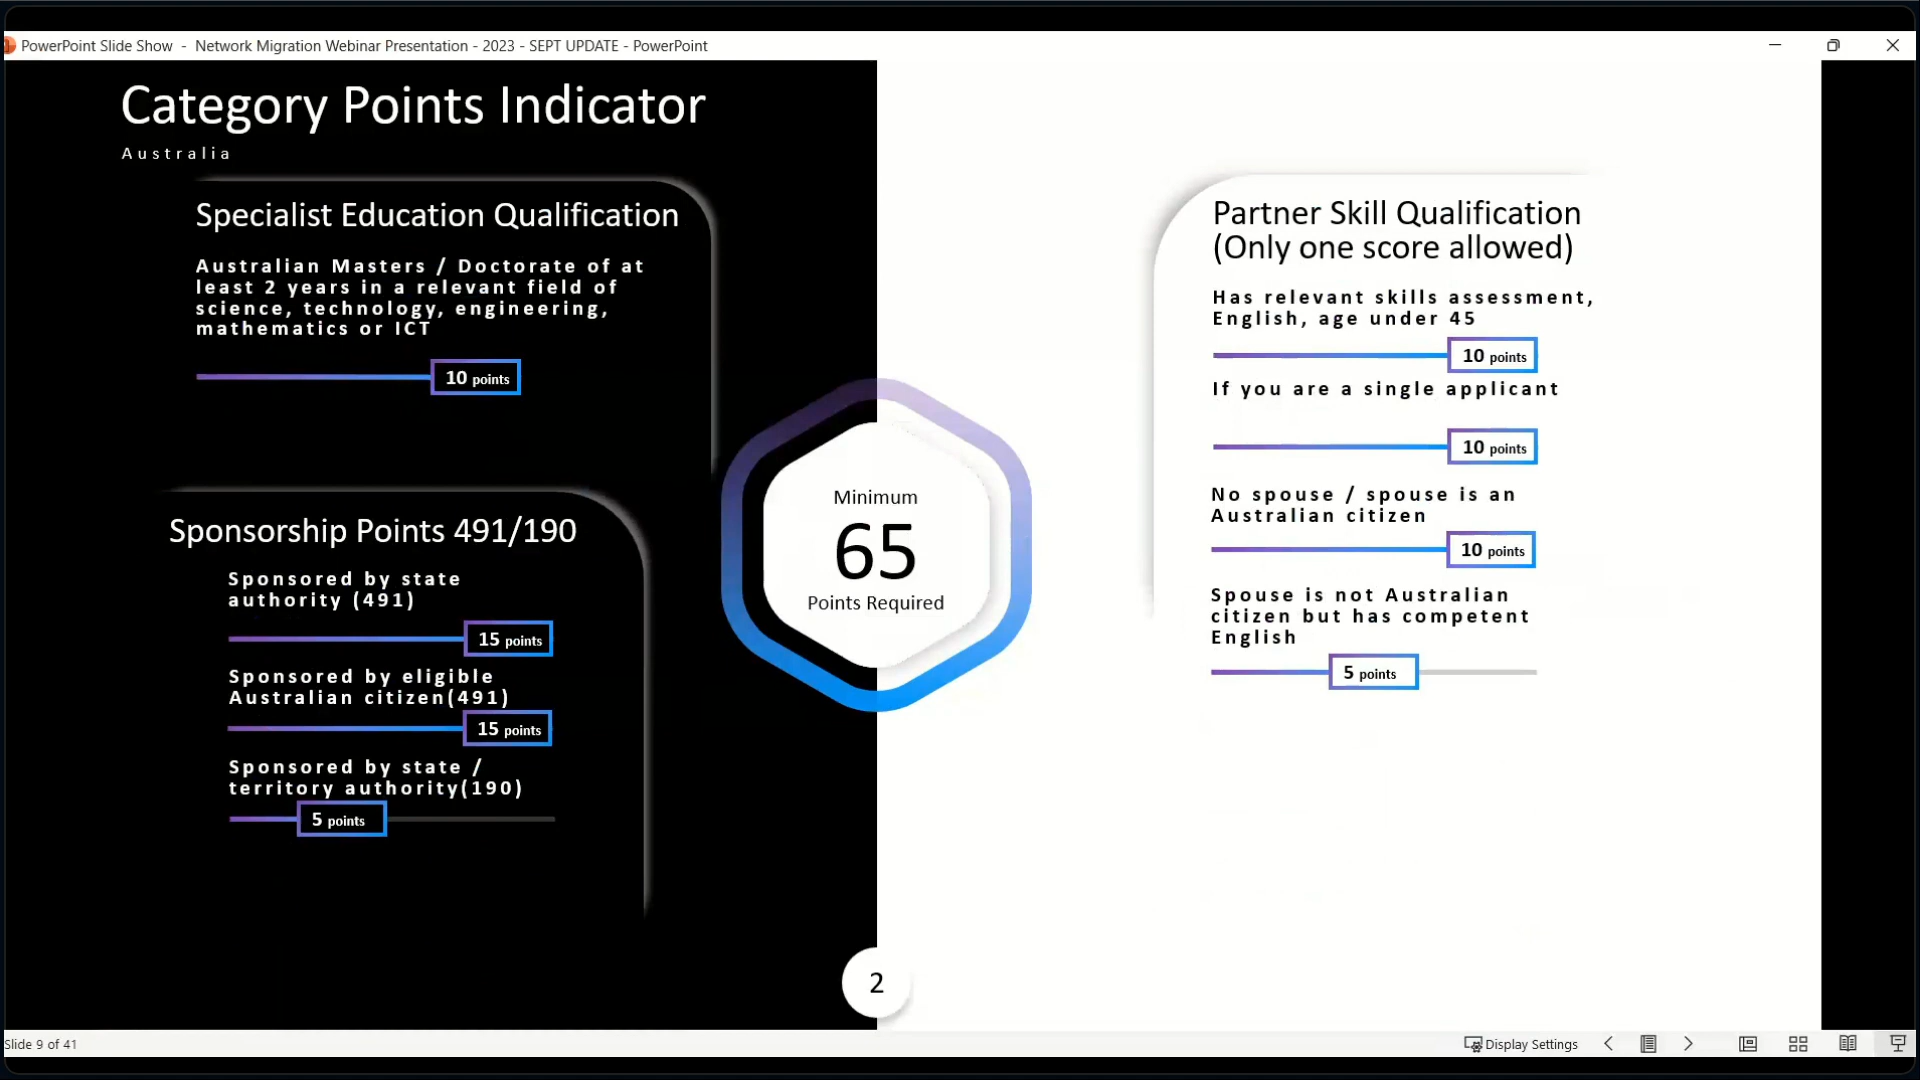 PowerPoint Slide Show - Network Migration Webinar Presentation - 2023 - SEPT UPDATE - PowerPoint
Category Points Indicator
Australia
Specialist Education Qualification
Australian Masters / Doctorate of at
least 2 years in a relevant field of
science, technology, engineering,
mathematics or ICT
10 points
Sponsorship Points 491/190
Sponsored by state
authority (491)
15 points
Sponsored by eligible
Australian citizen(491)
15 points
Sponsored by state /
territory authority(190)
5 points
Minimum
65
Points Required
Partner Skill Qualification
(Only one score allowed)
Has relevant skills assessment,
English, age under 45
10 points
If you are a single applicant
10 points
No spouse / spouse is an
Australian citizen
10 points
Spouse is not Australian
citizen but has competent
English
5 points
2
Slide 9 of 41
Display Settings